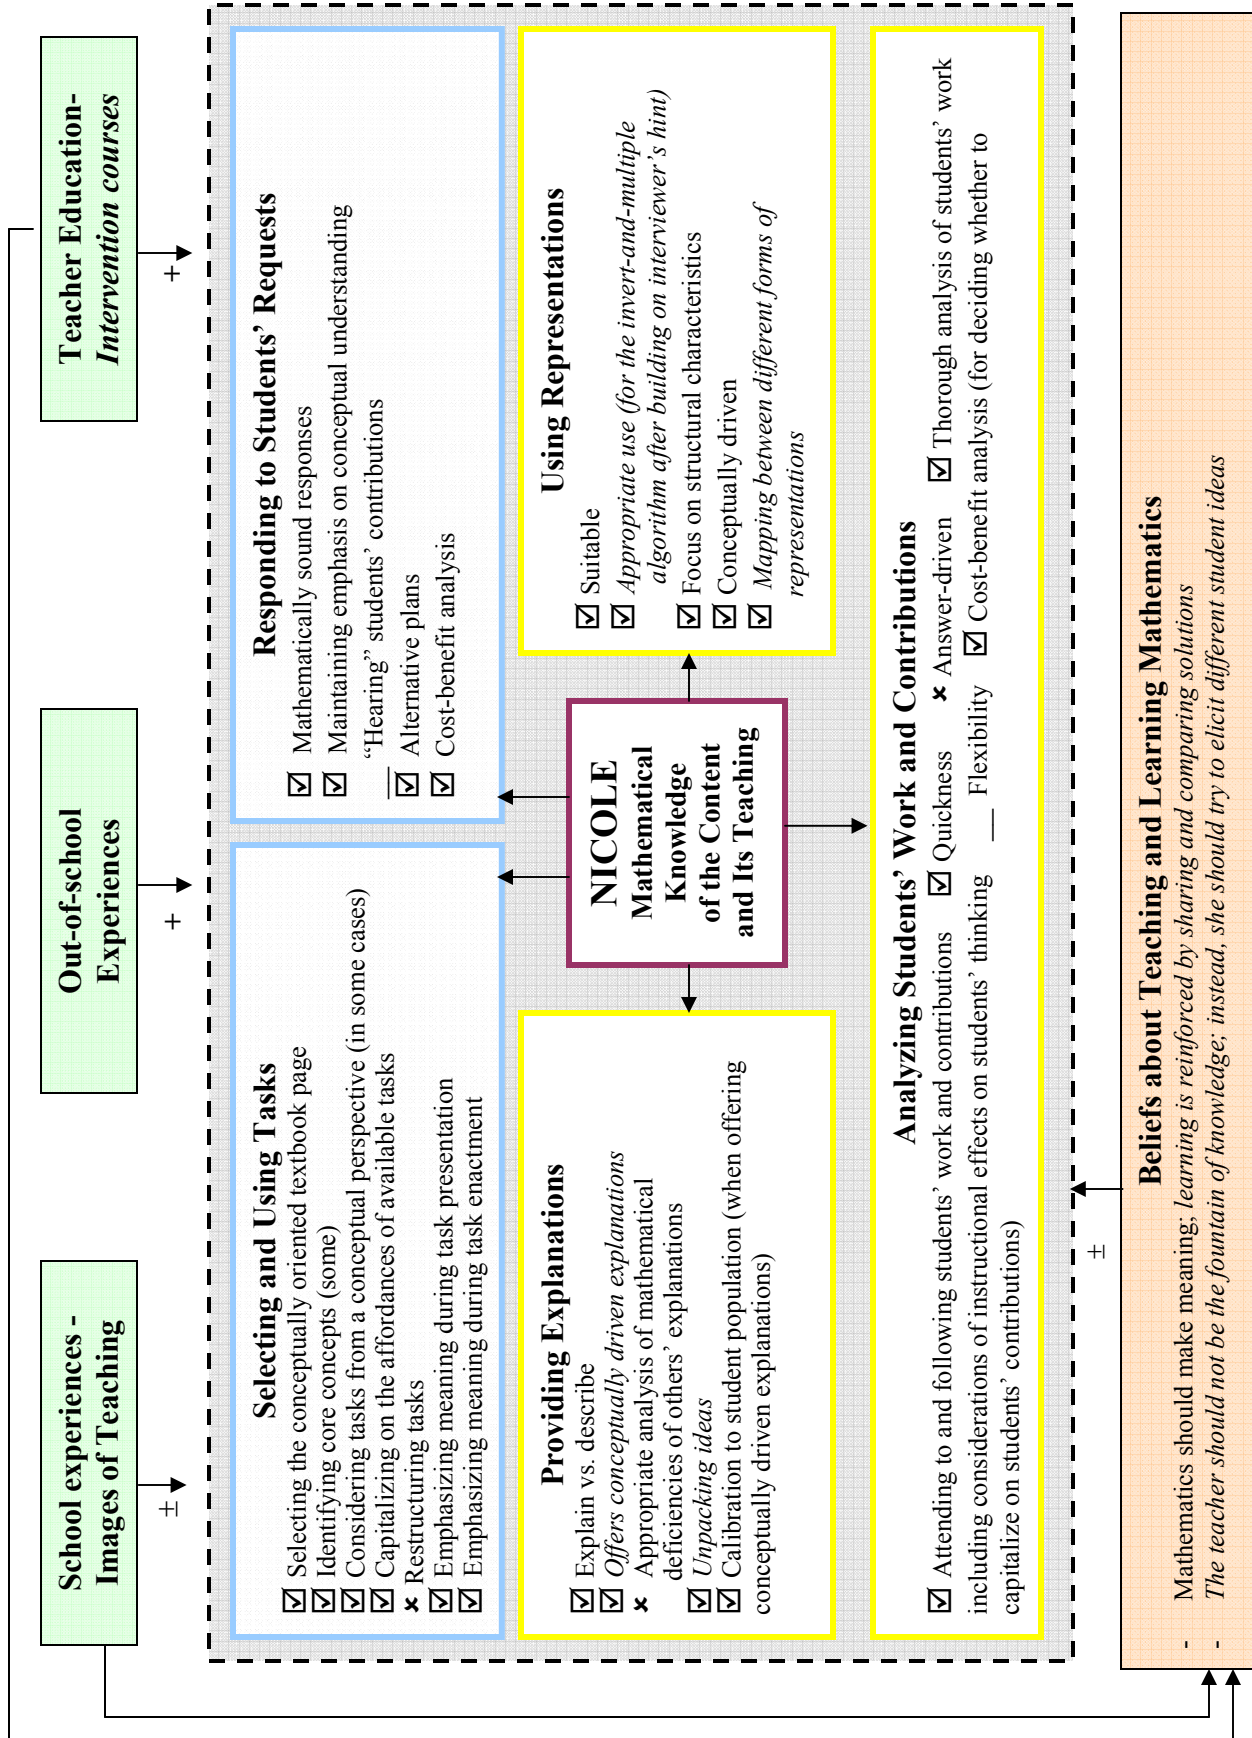 School experiences -
Images of Teaching
Out-of-school
Experiences
Teacher Education-
Intervention courses
±
+
+
Selecting and Using Tasks
☑ Selecting the conceptually oriented textbook page
☑ Identifying core concepts (some)
☑ Considering tasks from a conceptual perspective (in some cases)
☑ Capitalizing on the affordances of available tasks
× Restructuring tasks
☑ Emphasizing meaning during task presentation
☑ Emphasizing meaning during task enactment
Responding to Students' Requests
☑ Mathematically sound responses
☑ Maintaining emphasis on conceptual understanding
__ “Hearing” students' contributions
☑ Alternative plans
☑ Cost-benefit analysis
Providing Explanations
☑ Explain vs. describe
☑ Offers conceptually driven explanations
× Appropriate analysis of mathematical
deficiencies of others' explanations
☑ Unpacking ideas
☑ Calibration to student population (when offering
conceptually driven explanations)
NICOLE
Mathematical
Knowledge
of the Content
and Its Teaching
Using Representations
☑ Suitable
☑ Appropriate use (for the invert-and-multiple
algorithm after building on interviewer's hint)
☑ Focus on structural characteristics
☑ Conceptually driven
☑ Mapping between different forms of
representations
Analyzing Students' Work and Contributions
☑ Attending to and following students' work and contributions ☑ Quickness × Answer-driven ☑ Thorough analysis of students' work
including considerations of instructional effects on students' thinking __ Flexibility ☑ Cost-benefit analysis (for deciding whether to
capitalize on students' contributions)
±
Beliefs about Teaching and Learning Mathematics
- Mathematics should make meaning; learning is reinforced by sharing and comparing solutions
- The teacher should not be the fountain of knowledge; instead, she should try to elicit different student ideas